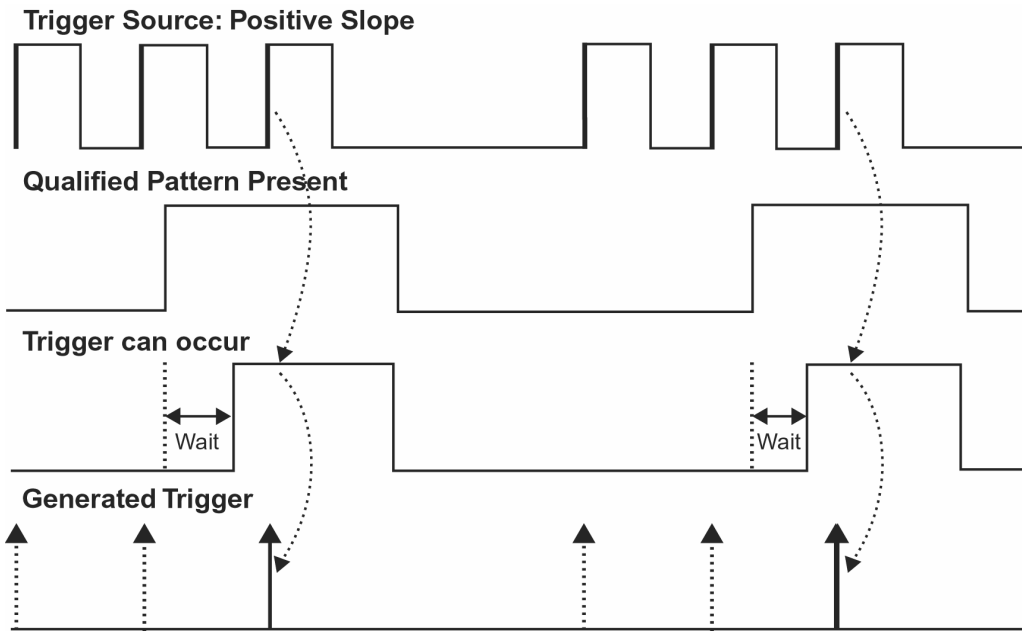 Trigger Source: Positive Slope
Qualified Pattern Present
Trigger can occur
Wait
Wait
Generated Trigger